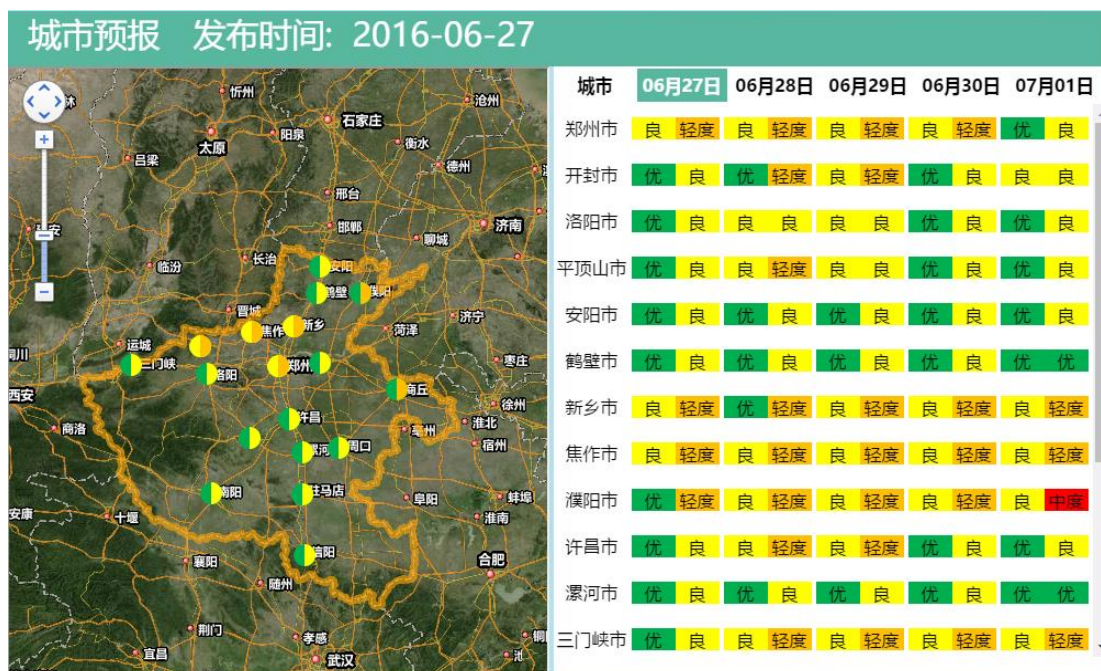 城市预报 发布时间: 2016-06-27
城市 06月27日 06月28日 06月29日 06月30日 07月01日
郑州市 良 轻度 良 轻度 良 轻度 良 轻度 优 良
开封市 优 良 优 轻度 良 轻度 优 良 良 良
洛阳市 优 良 良 良 良 良 优 良 优 良
平顶山市 优 良 良 轻度 良 良 优 良 优 良
安阳市 优 良 优 良 优 良 优 良 优 良
鹤壁市 优 良 优 良 优 良 优 良 优 优
新乡市 良 轻度 优 轻度 良 轻度 良 轻度 良 轻度
焦作市 良 轻度 良 轻度 良 轻度 良 轻度 良 轻度
濮阳市 优 轻度 良 轻度 良 轻度 良 轻度 良 中度
许昌市 优 良 良 轻度 良 轻度 优 良 优 良
漯河市 优 良 优 良 优 良 优 良 优 优
三门峡市 优 良 良 轻度 良 轻度 优 良 良 轻度
忻州
沧州
石家庄
阳泉
太原
衡水
吕梁
德州
邢台
邯郸
济南
聊城
长治
临汾
安阳
鹤壁
濮阳
晋城
济宁
焦作
新乡
菏泽
运城
三门峡
郑州
枣庄
洛阳
商丘
西安
徐州
许昌
淮北
商洛
亳州
宿州
漯河
周口
南阳
驻马店
阜阳
蚌埠
安康
十堰
淮南
信阳
襄阳
合肥
随州
荆门
孝感
宜昌
武汉